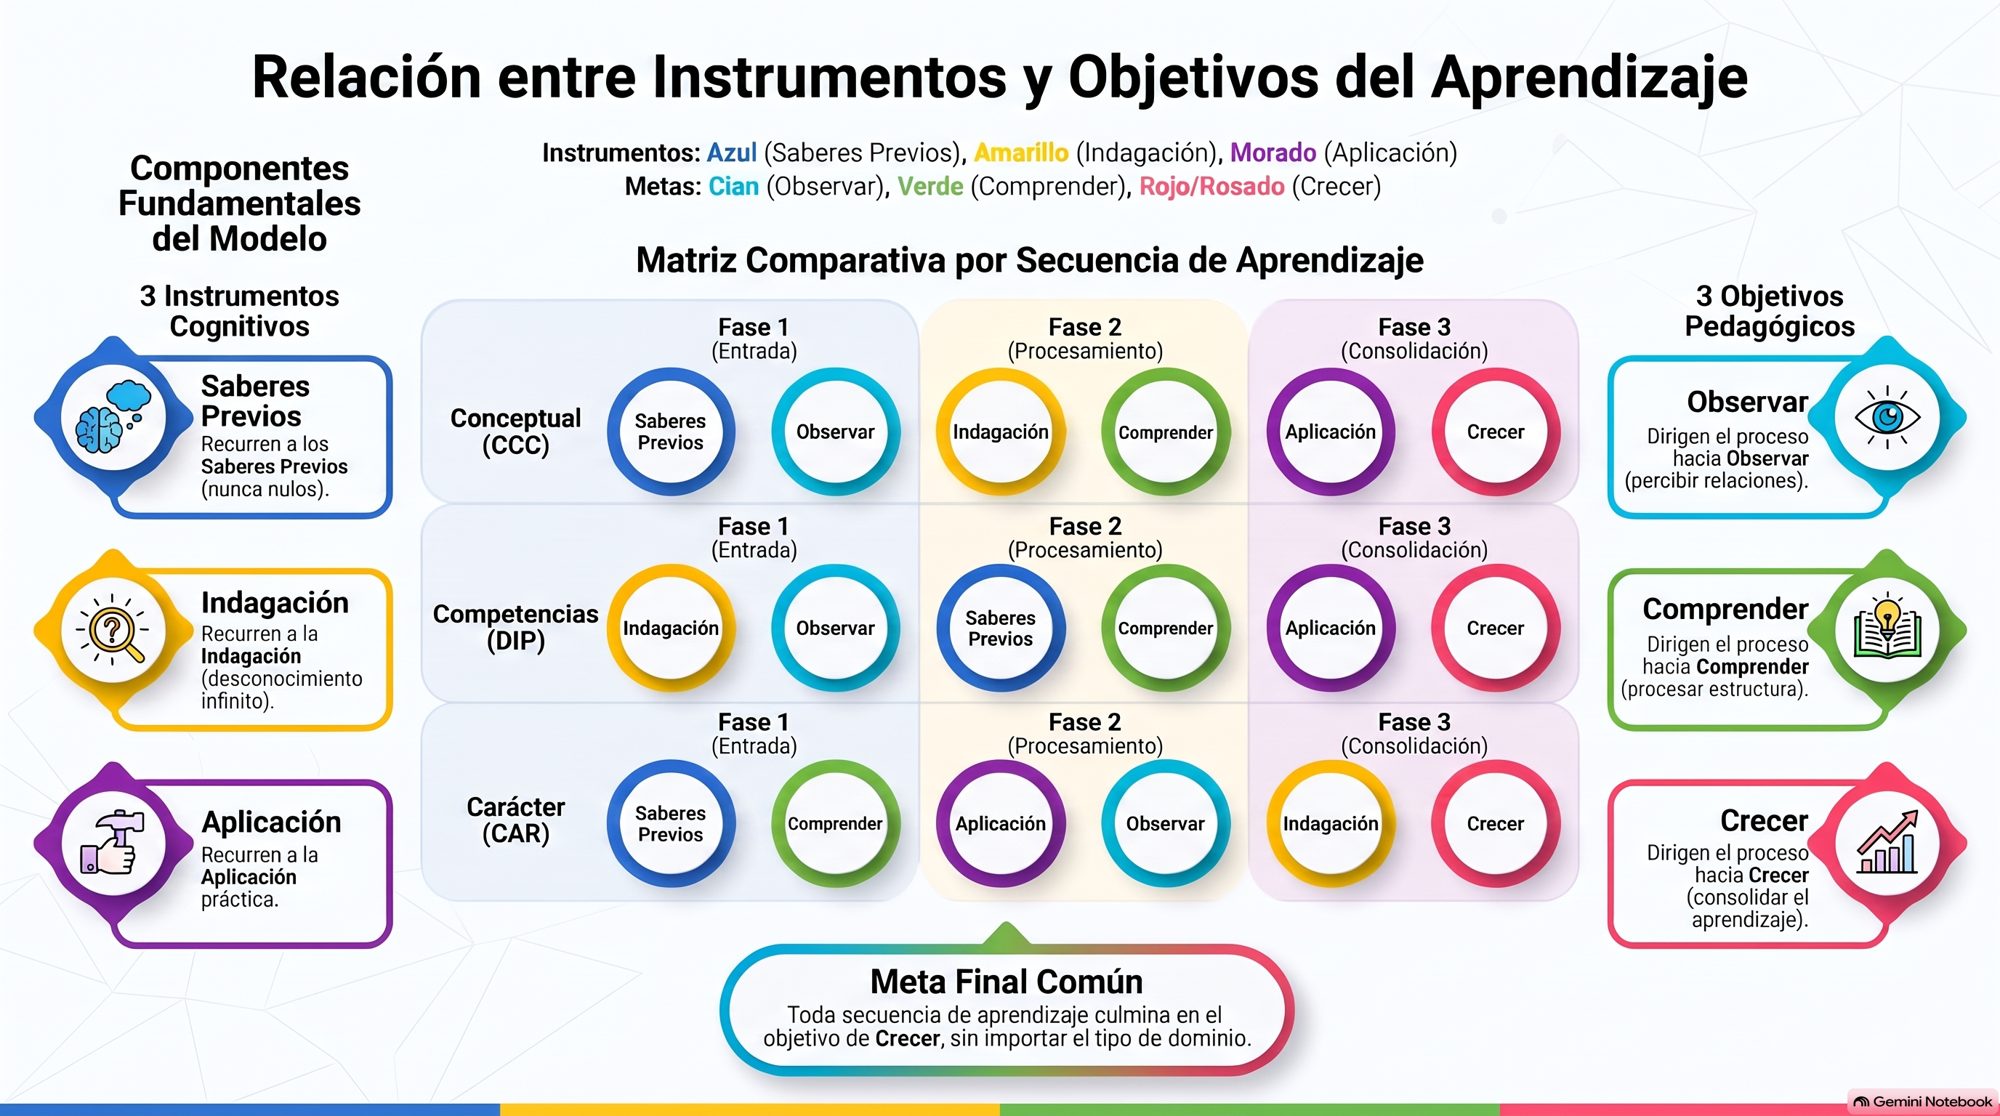 Relación entre Instrumentos y Objetivos del Aprendizaje
Instrumentos: Azul (Saberes Previos), Amarillo (Indagación), Morado (Aplicación)
Metas: Cian (Observar), Verde (Comprender), Rojo/Rosado (Crecer)
Componentes
Fundamentales
del Modelo
3 Instrumentos
Cognitivos
Saberes
Previos
Recurren a los
Saberes Previos
(nunca nulos).
Indagación
Recurren a la
Indagación
(desconocimiento
infinito).
Aplicación
Recurren a la
Aplicación
práctica.
Matriz Comparativa por Secuencia de Aprendizaje
Fase 1
(Entrada)
Fase 2
(Procesamiento)
Fase 3
(Consolidación)
Conceptual
(CCC)
Saberes
Previos
Observar
Indagación
Comprender
Aplicación
Crecer
Fase 1
(Entrada)
Fase 2
(Procesamiento)
Fase 3
(Consolidación)
Competencias
(DIP)
Indagación
Observar
Saberes
Previos
Comprender
Aplicación
Crecer
Fase 1
(Entrada)
Fase 2
(Procesamiento)
Fase 3
(Consolidación)
Carácter
(CAR)
Saberes
Previos
Comprender
Aplicación
Observar
Indagación
Crecer
3 Objetivos
Pedagógicos
Observar
Dirigen el proceso
hacia Observar
(percibir relaciones).
Comprender
Dirigen el proceso
hacia Comprender
(procesar estructura).
Crecer
Dirigen el proceso
hacia Crecer
(consolidar el
aprendizaje).
Meta Final Común
Toda secuencia de aprendizaje culmina en el
objetivo de Crecer, sin importar el tipo de dominio.
Gemini Notebook